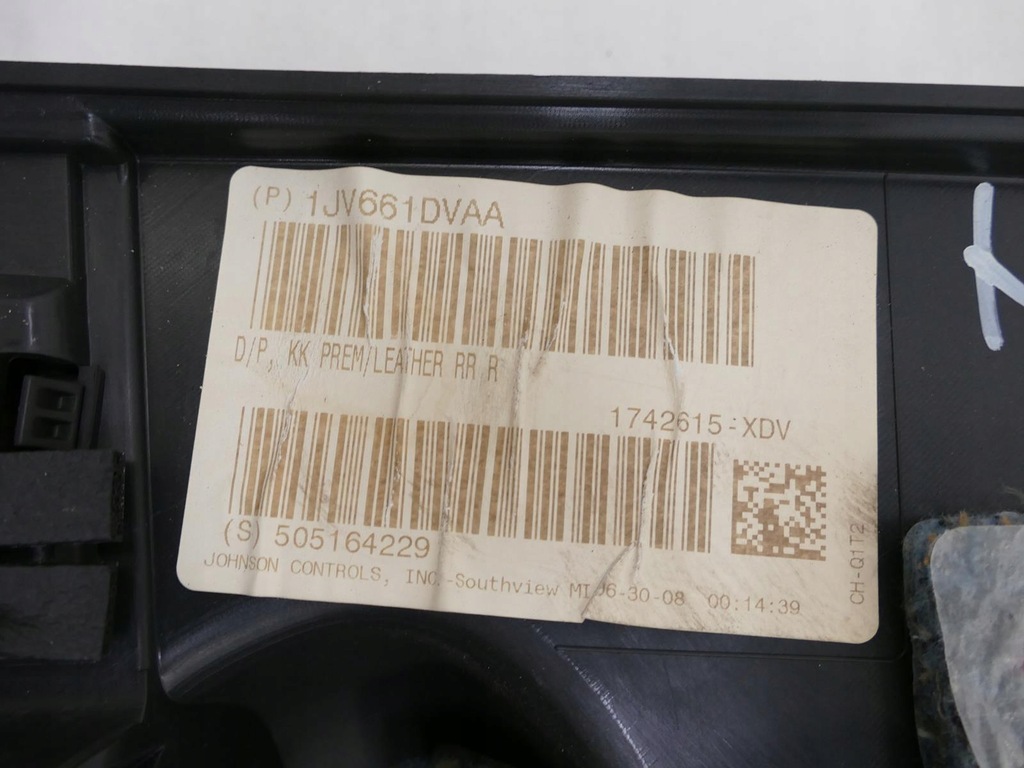 (P) 1JV661DVAA
D/P, KK PREM/LEATHER RR R
1742615-XDV
(S) 505164229
JOHNSON CONTROLS, INC.-Southview MI 06-30-08 00:14:39
CH-Q1T2